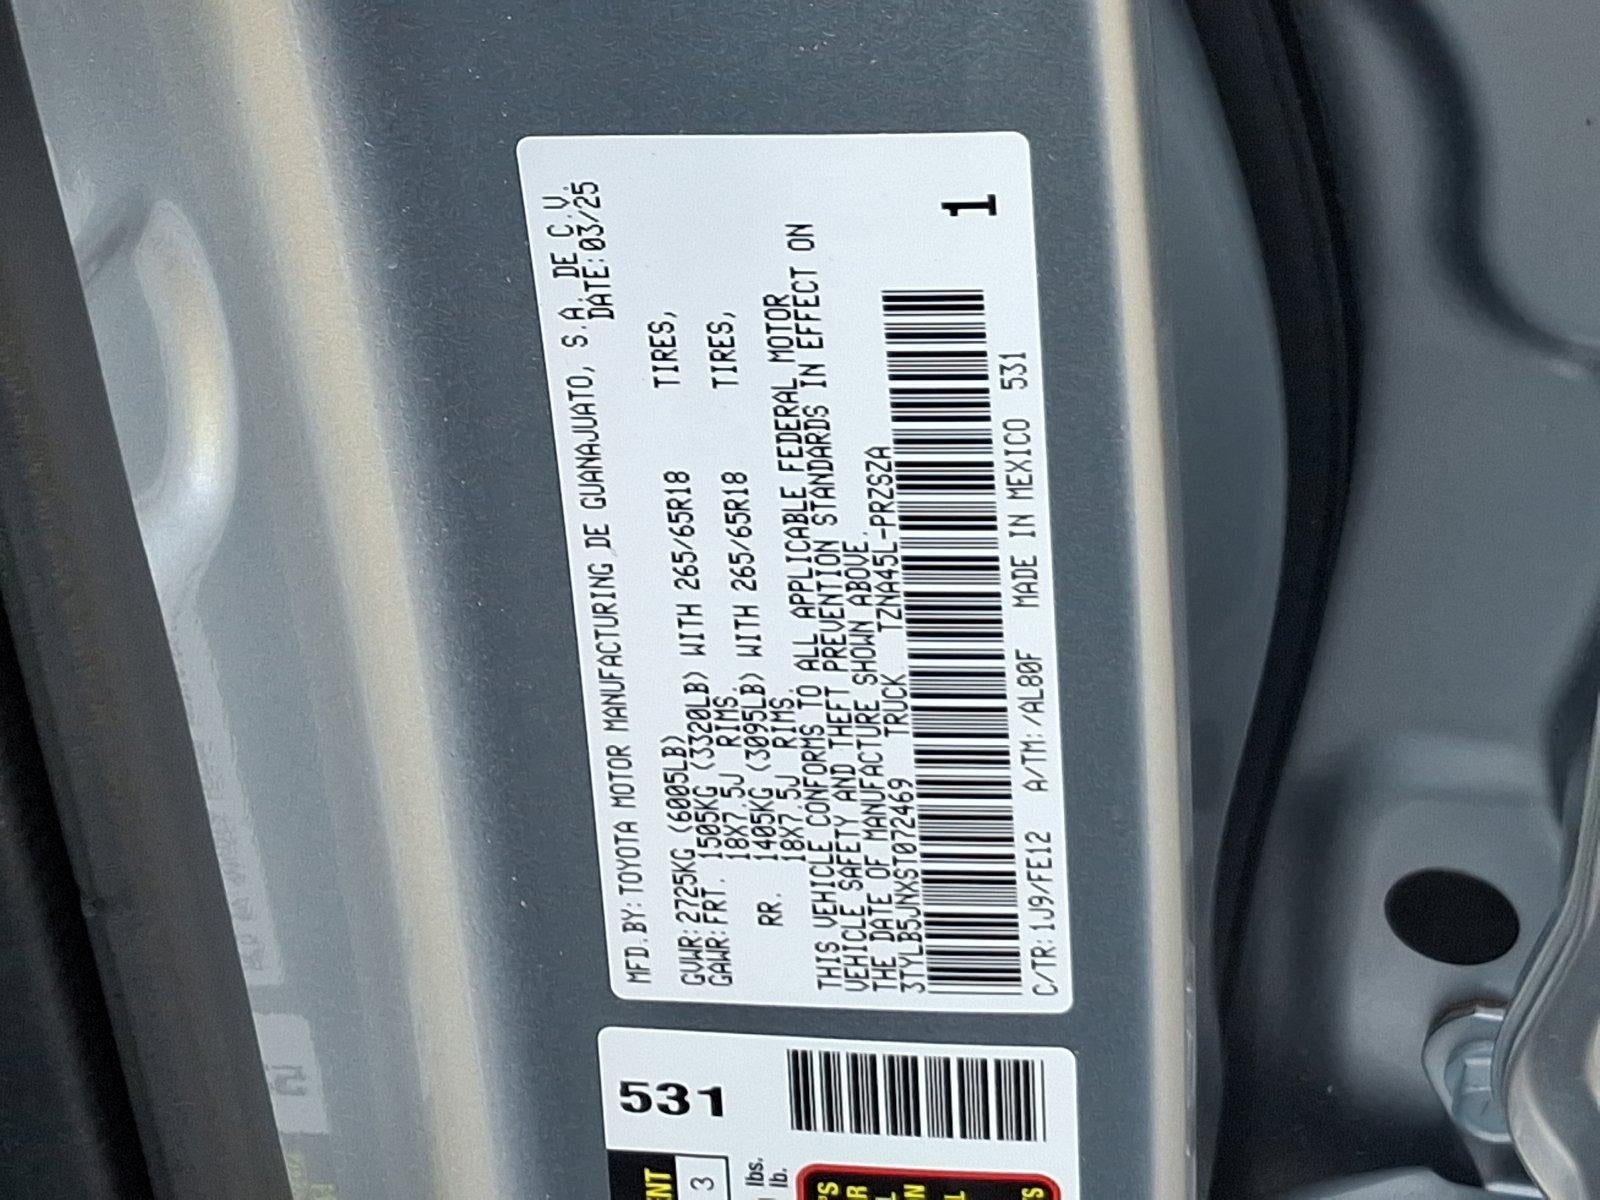 MFD.BY: TOYOTA MOTOR MANUFACTURING DE GUANAJUATO, S.A. DE C.V.
DATE: 03/25
GVWR: 2725KG (6005LB)
GAWR: FRT. 1505KG (3320LB) WITH 265/65R18 TIRES,
18X7.5J RIMS.
RR. 1405KG (3095LB) WITH 265/65R18 TIRES,
18X7.5J RIMS.
THIS VEHICLE CONFORMS TO ALL APPLICABLE FEDERAL MOTOR
VEHICLE SAFETY AND THEFT PREVENTION STANDARDS IN EFFECT ON
THE DATE OF MANUFACTURE SHOWN ABOVE.
3TYLB5JNXST072469 TRUCK TZNA45L-PRZSZA
1
C/TR: 1J9/FE12 A/TM: /AL80F MADE IN MEXICO 531
531
3
lbs.
lb.